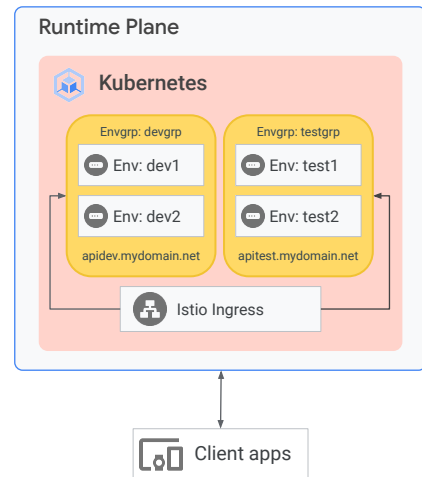 Runtime Plane
Kubernetes
Envgrp: devgrp
Env: dev1
Env: dev2
apidev.mydomain.net
Envgrp: testgrp
Env: test1
Env: test2
apitest.mydomain.net
Istio Ingress
Client apps